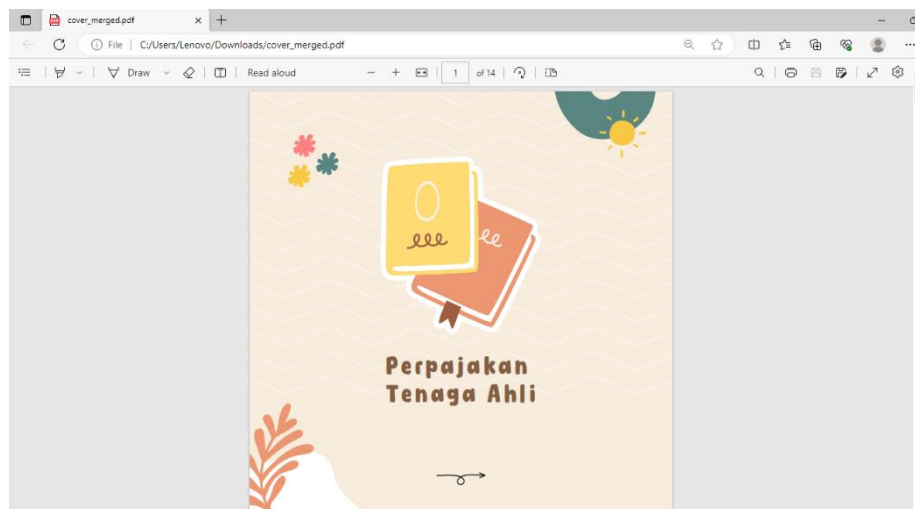 cover_merged.pdf
File C:/Users/Lenovo/Downloads/cover_merged.pdf
Draw Read aloud 1 of 14
Perpajakan
Tenaga Ahli